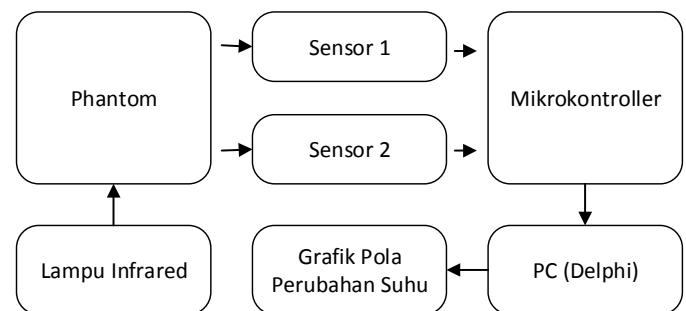 Phantom
Sensor 1
Mikrokontroller
Sensor 2
Lampu Infrared
Grafik Pola
Perubahan Suhu
PC (Delphi)